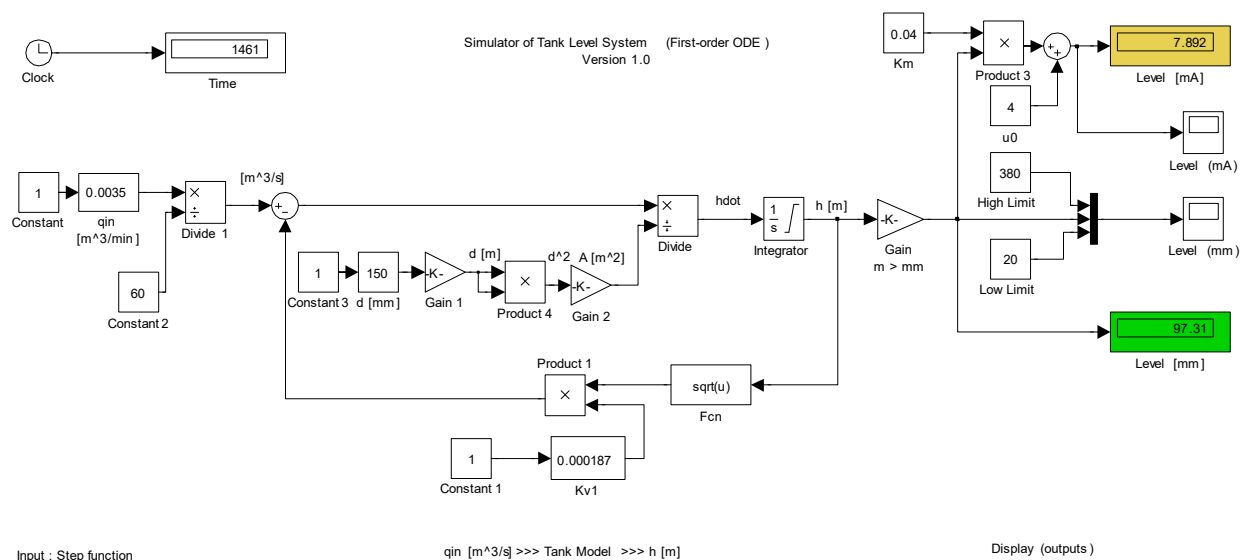 Simulator of Tank Level System (First-order ODE )
Version 1.0
1461
Clock
Time
0.04
Km
×
Product 3
+
+
7.892
Level [mA]
4
u0
Level (mA)
1
Constant
0.0035
qin
[m^3/min ]
×
÷
Divide 1
[m^3/s]
+
−
60
Constant 2
1
Constant 3
150
d [mm]
-K-
Gain 1
d [m]
×
Product 4
d^2
A [m^2]
-K-
Gain 2
×
÷
Divide
hdot
1
s
Integrator
h [m]
-K-
Gain
m > mm
380
High Limit
20
Low Limit
Level (mm)
97.31
Level [mm]
Product 1
×
sqrt(u)
Fcn
1
Constant 1
0.000187
Kv1
Input : Step function
qin [m^3/s] >>> Tank Model >>> h [m]
Display (outputs )